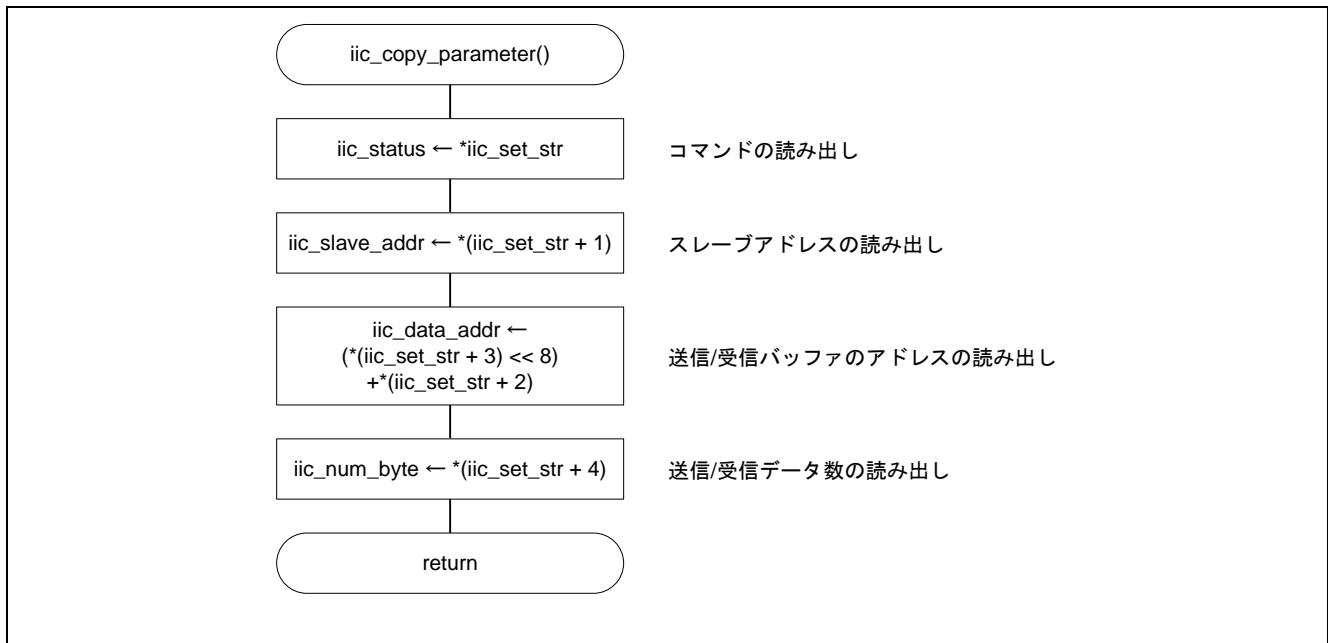 iic_copy_parameter()
iic_status ← *iic_set_str
コマンドの読み出し
iic_slave_addr ← *(iic_set_str + 1)
スレーブアドレスの読み出し
iic_data_addr ←
(*(iic_set_str + 3) << 8)
+*(iic_set_str + 2)
送信/受信バッファのアドレスの読み出し
iic_num_byte ← *(iic_set_str + 4)
送信/受信データ数の読み出し
return